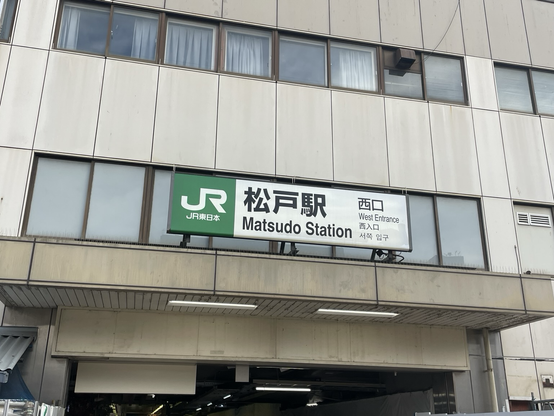 JR
JR東日本
松戸駅
Matsudo Station
西口
West Entrance
西入口
서쪽 입구